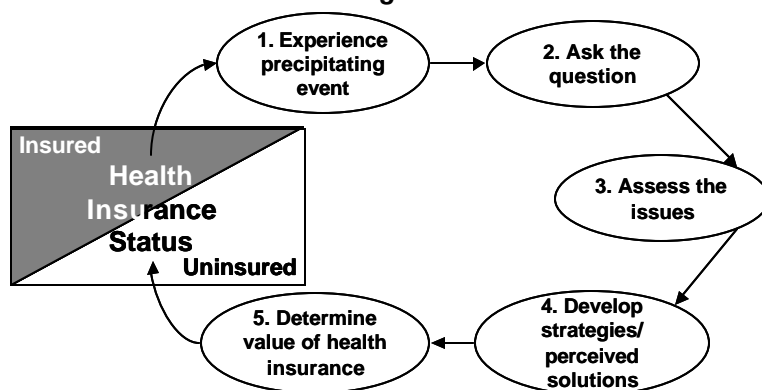 1. Experience
precipitating
event
2. Ask the
question
3. Assess the
issues
4. Develop
strategies/
perceived
solutions
5. Determine
value of health
insurance
Insured
Health
Insurance
Status
Uninsured